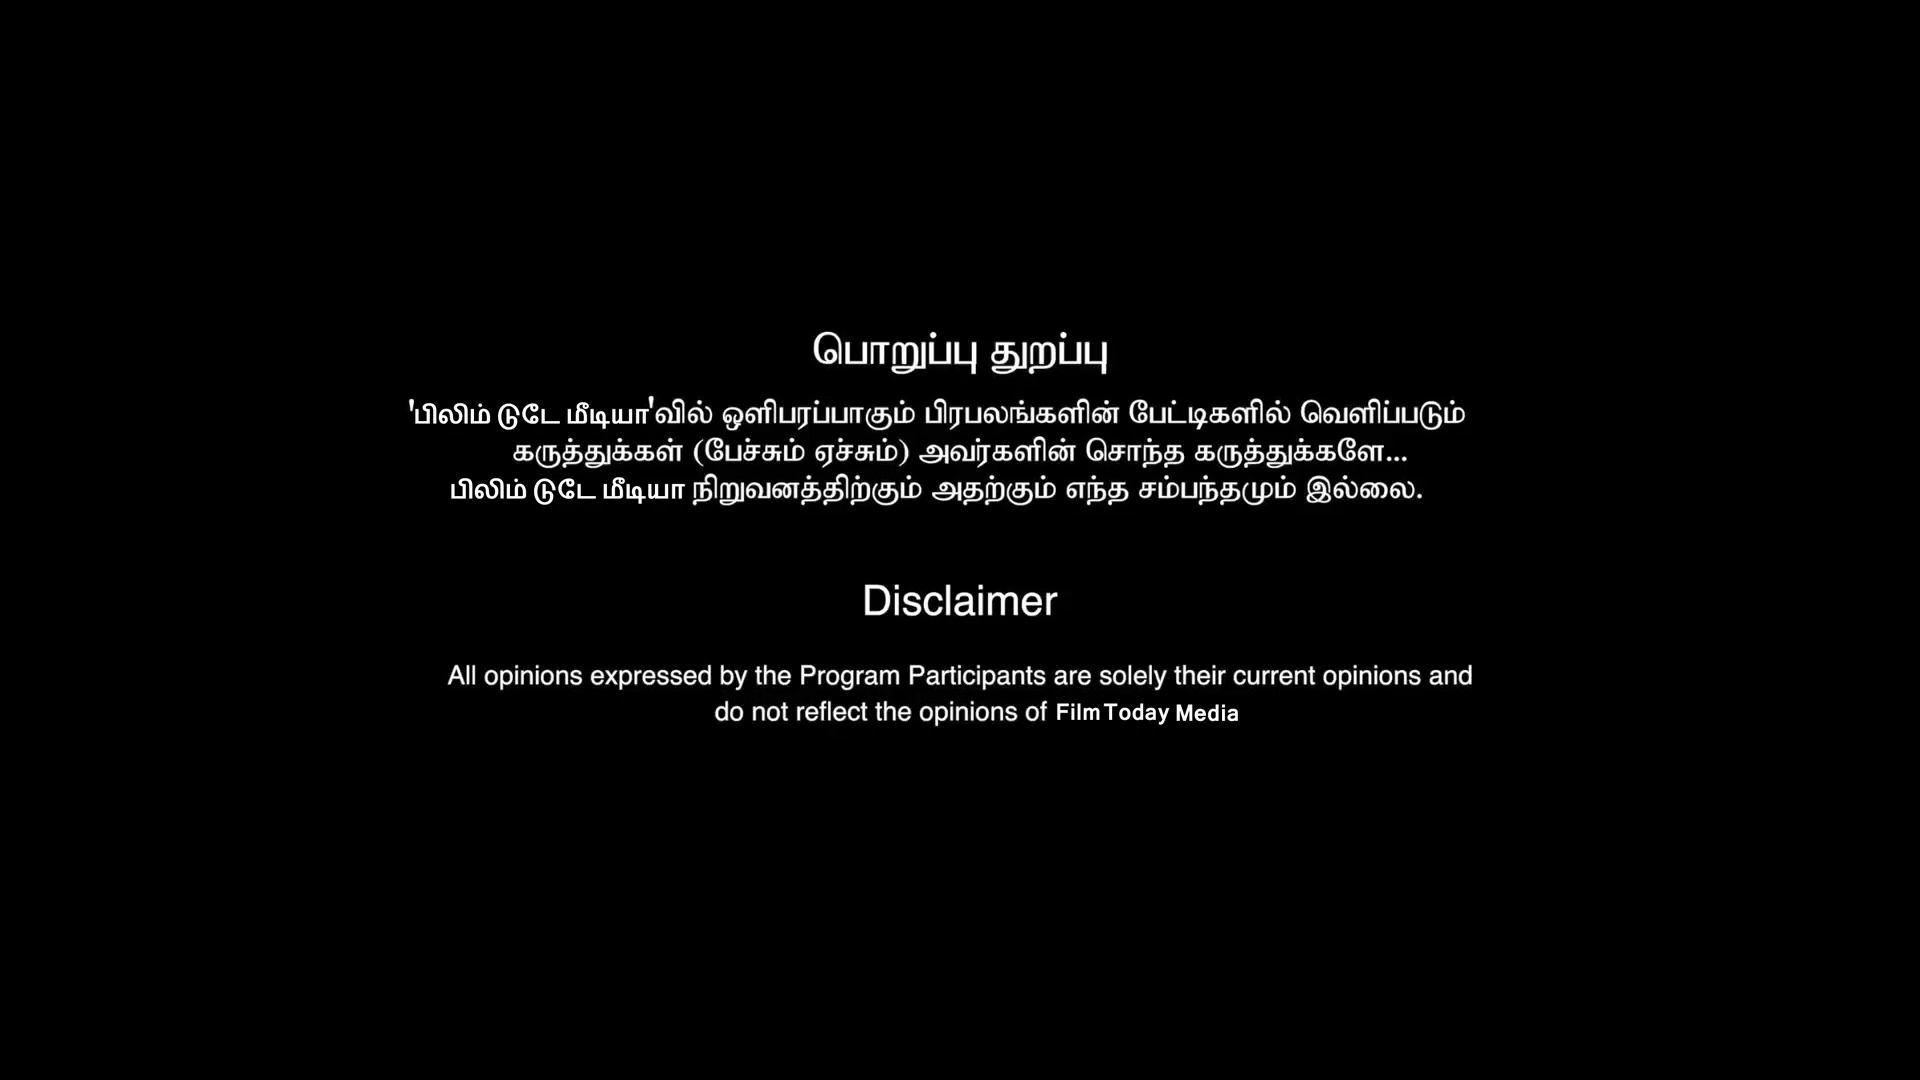 பொறுப்பு துறப்பு
'பிலிம் டுடே மீடியா'வில் ஒளிபரப்பாகும் பிரபலங்களின் பேட்டிகளில் வெளிப்படும்
கருத்துக்கள் (பேச்சும் ஏச்சும்) அவர்களின் சொந்த கருத்துக்களே...
பிலிம் டுடே மீடியா நிறுவனத்திற்கும் அதற்கும் எந்த சம்பந்தமும் இல்லை.
Disclaimer
All opinions expressed by the Program Participants are solely their current opinions and
do not reflect the opinions of Film Today Media